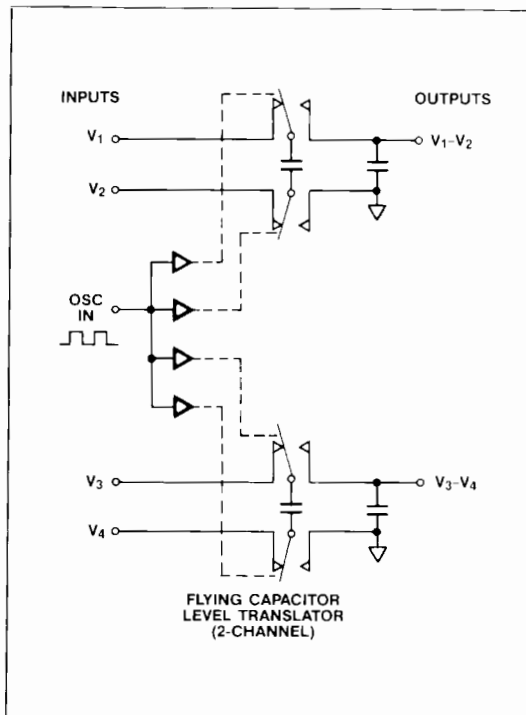 INPUTS
OUTPUTS
V1
V1-V2
V2
OSC
IN
V3
V3-V4
V4
FLYING CAPACITOR
LEVEL TRANSLATOR
(2-CHANNEL)